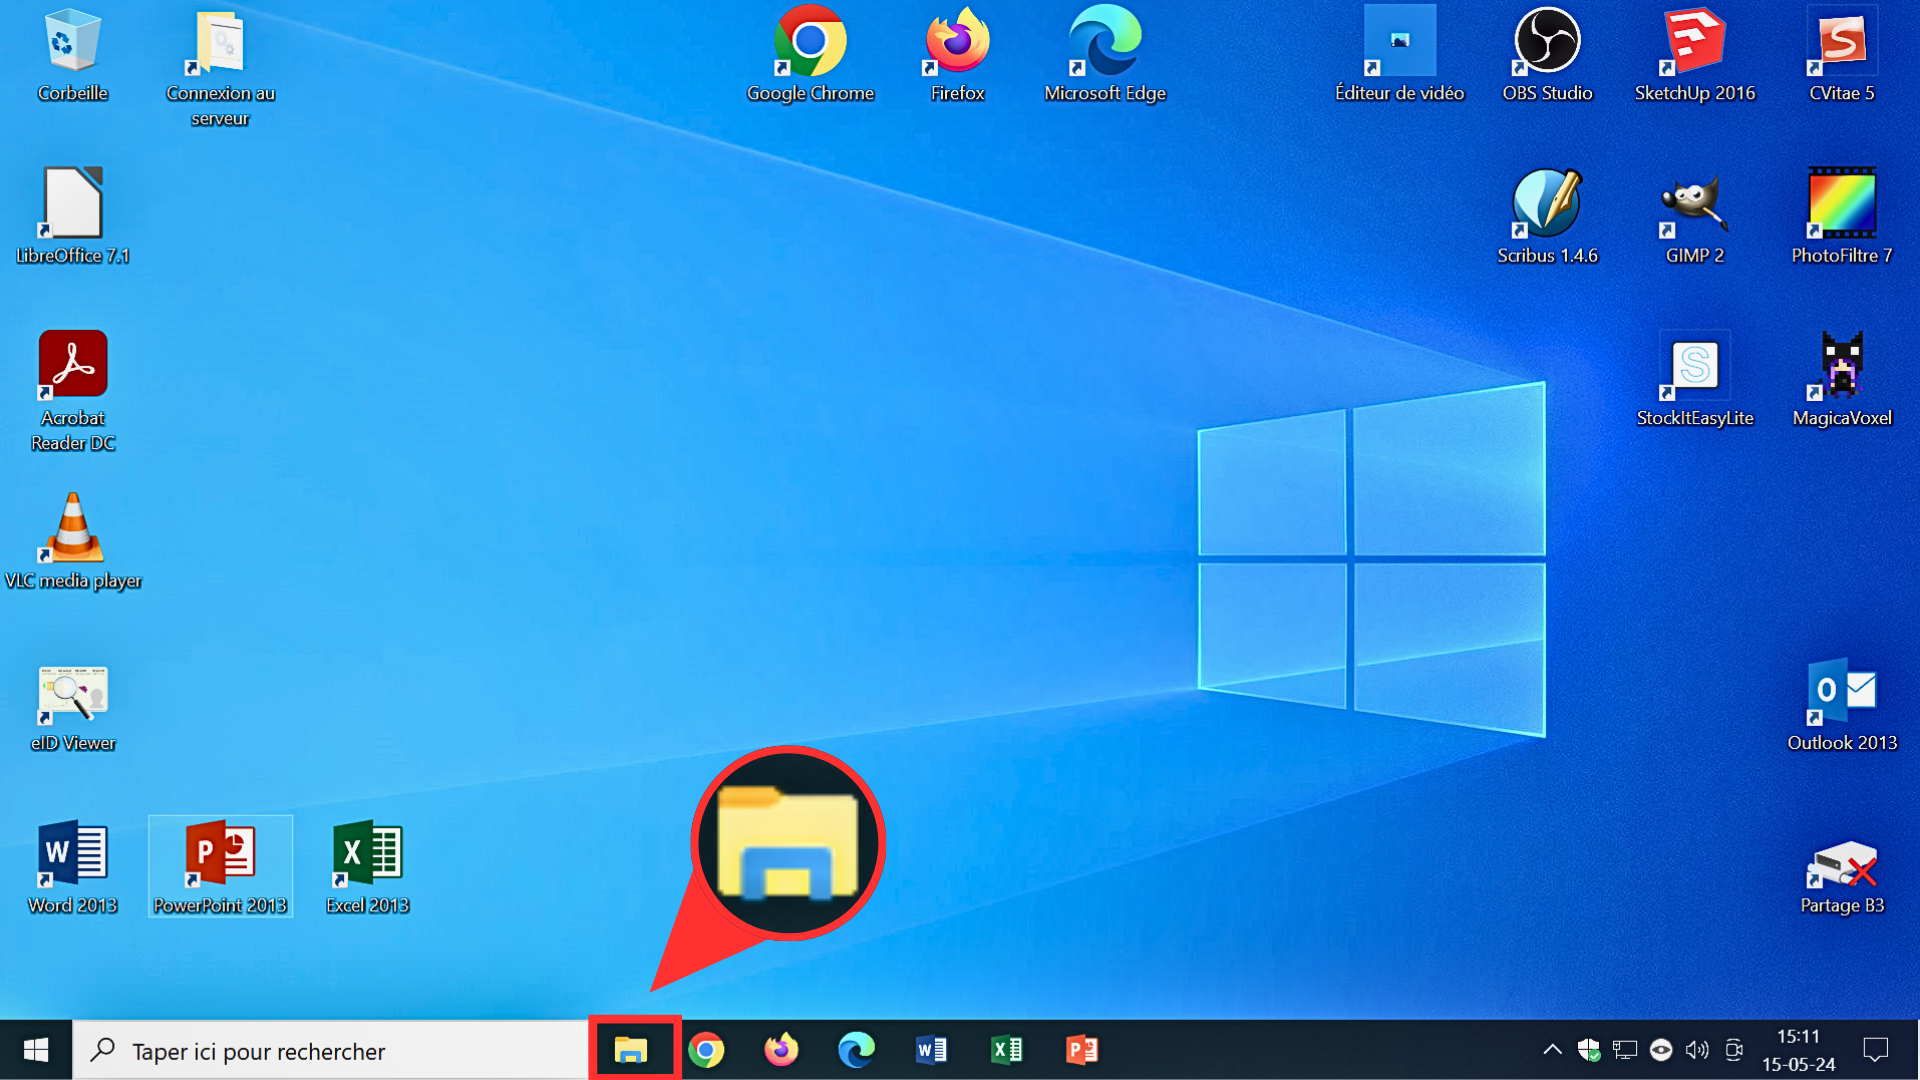 Corbeille
Connexion au
serveur
Google Chrome
Firefox
Microsoft Edge
Éditeur de vidéo
OBS Studio
SketchUp 2016
CVitae 5
LibreOffice 7.1
Scribus 1.4.6
GIMP 2
PhotoFiltre 7
Acrobat
Reader DC
StockItEasyLite
MagicaVoxel
VLC media player
eID Viewer
Outlook 2013
Word 2013
PowerPoint 2013
Excel 2013
Partage B3
Taper ici pour rechercher
15:11
15-05-24